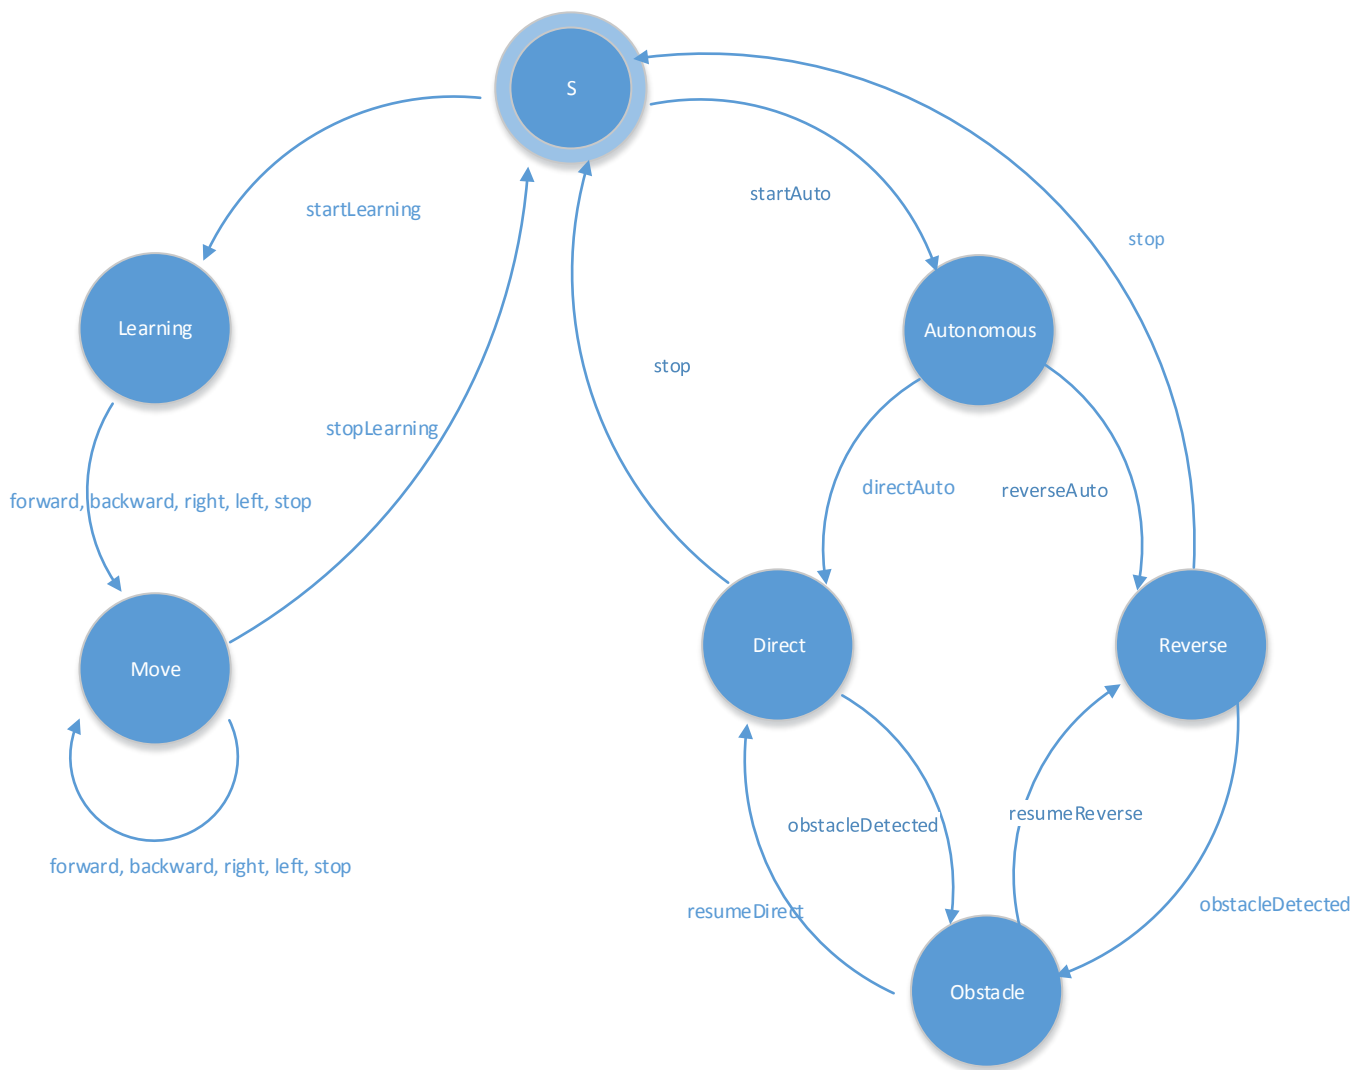 S
startAuto
startLearning
stop
Learning
Autonomous
stop
stopLearning
directAuto
reverseAuto
forward, backward, right, left, stop
Direct
Reverse
Move
resumeReverse
obstacleDetected
forward, backward, right, left, stop
obstacleDetected
resumeDirect
Obstacle